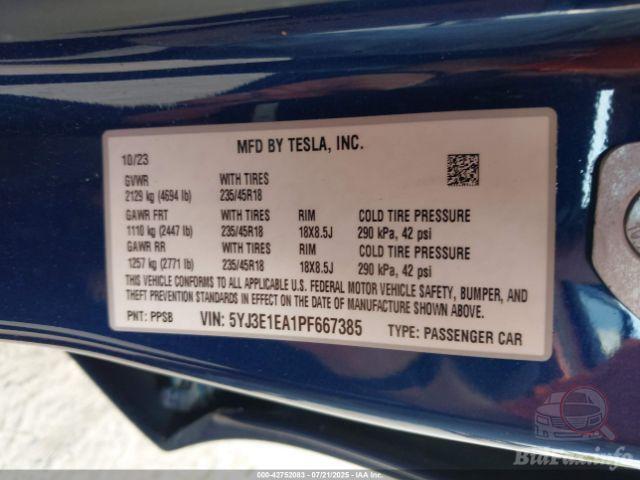 MFD BY TESLA, INC.
10/23
GVWR WITH TIRES
2129 kg (4694 lb) 235/45R18
GAWR FRT WITH TIRES RIM COLD TIRE PRESSURE
1110 kg (2447 lb) 235/45R18 18X8.5J 290 kPa, 42 psi
GAWR RR WITH TIRES RIM COLD TIRE PRESSURE
1257 kg (2771 lb) 235/45R18 18X8.5J 290 kPa, 42 psi
THIS VEHICLE CONFORMS TO ALL APPLICABLE U.S. FEDERAL MOTOR VEHICLE SAFETY, BUMPER, AND
THEFT PREVENTION STANDARDS IN EFFECT ON THE DATE OF MANUFACTURE SHOWN ABOVE.
PNT: PPSB VIN: 5YJ3E1EA1PF667385 TYPE: PASSENGER CAR
BidFax.info
000-42752083 - 07/21/2025 - IAA Inc.